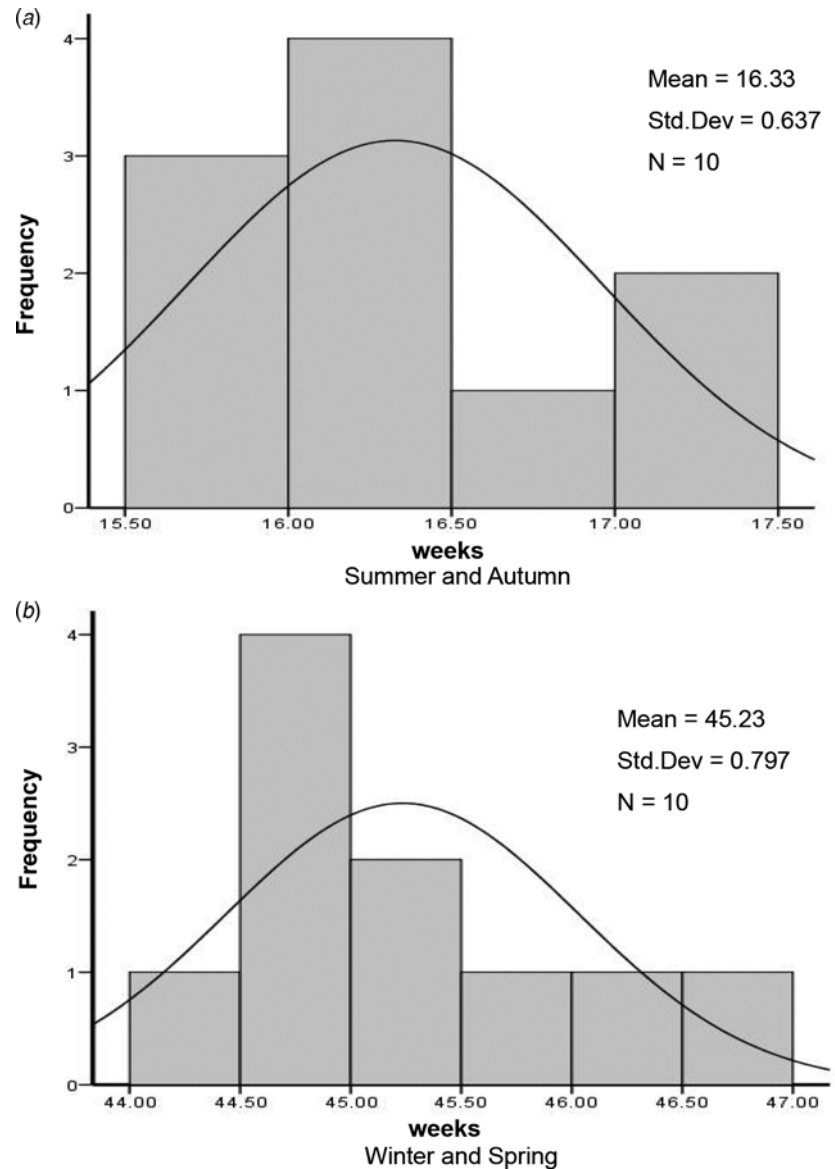 (a)
4
3
2
1
0
Frequency
Mean = 16.33
Std.Dev = 0.637
N = 10
15.50 16.00 16.50 17.00 17.50
weeks
Summer and Autumn
(b)
4
3
2
1
0
Frequency
Mean = 45.23
Std.Dev = 0.797
N = 10
44.00 44.50 45.00 45.50 46.00 46.50 47.00
weeks
Winter and Spring